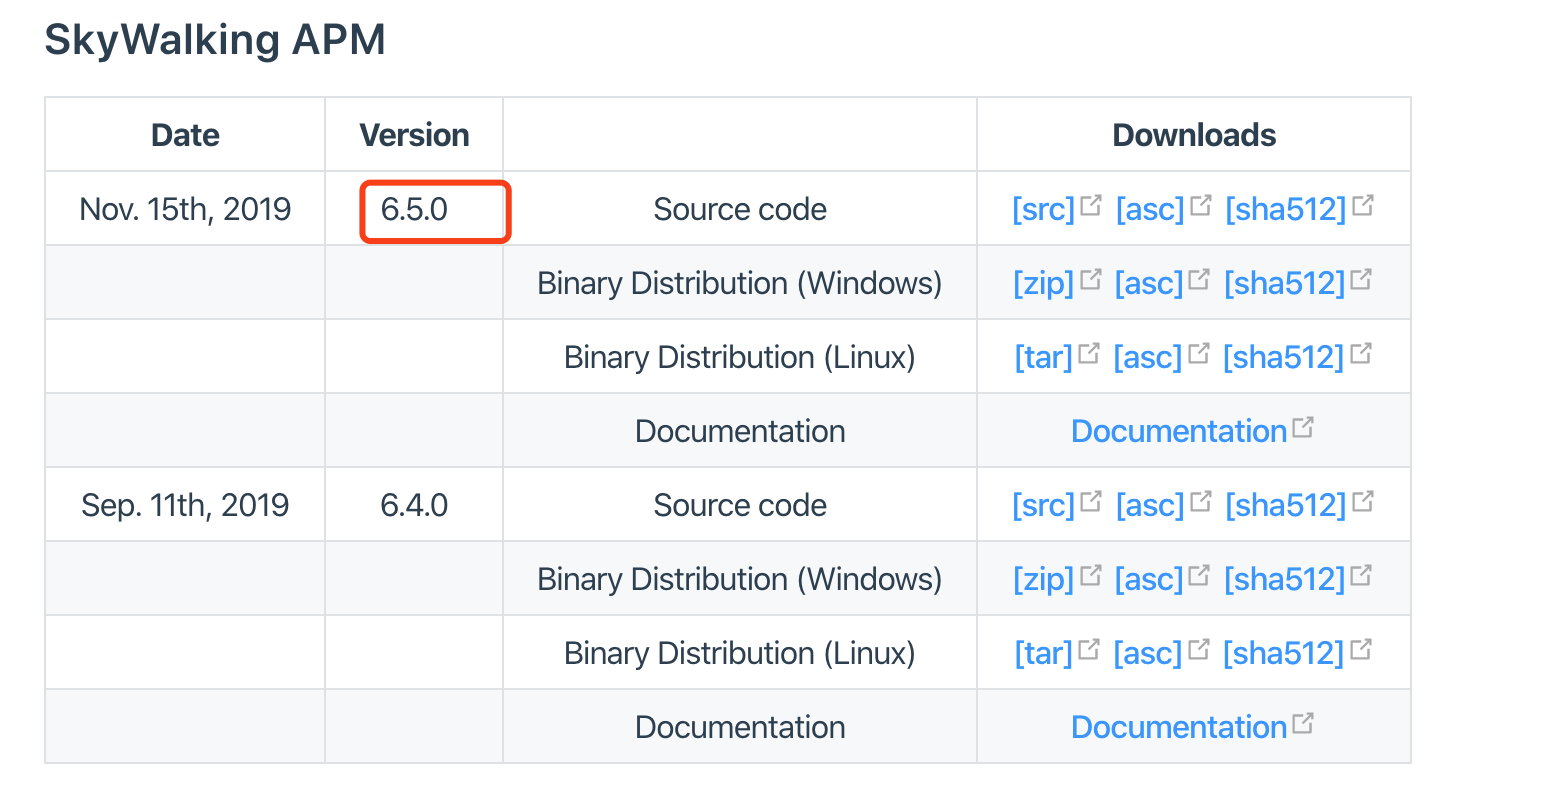 SkyWalking APM
Date Version Downloads
Nov. 15th, 2019 6.5.0 Source code [src] [asc] [sha512]
Binary Distribution (Windows) [zip] [asc] [sha512]
Binary Distribution (Linux) [tar] [asc] [sha512]
Documentation Documentation
Sep. 11th, 2019 6.4.0 Source code [src] [asc] [sha512]
Binary Distribution (Windows) [zip] [asc] [sha512]
Binary Distribution (Linux) [tar] [asc] [sha512]
Documentation Documentation